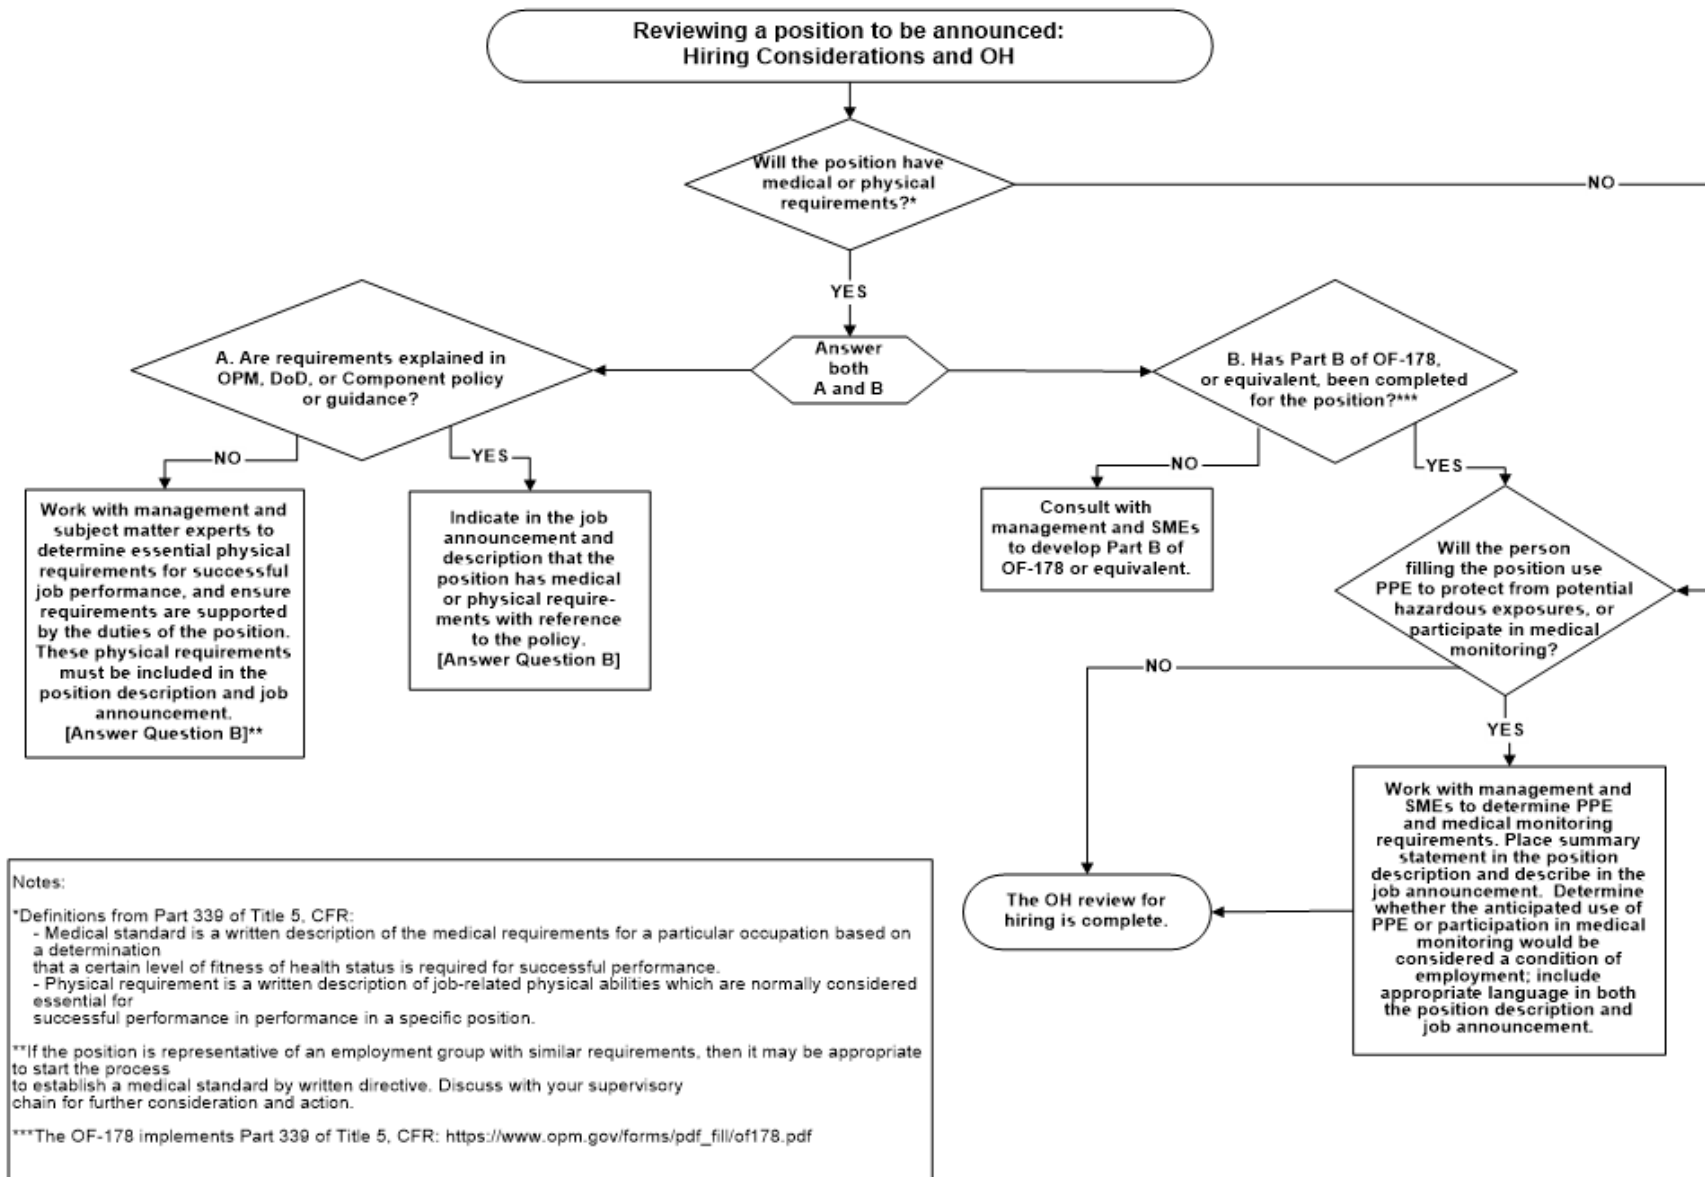 Reviewing a position to be announced:
Hiring Considerations and OH
Will the position have
medical or physical
requirements?*
NO
YES
Answer
both
A and B
A. Are requirements explained in
OPM, DoD, or Component policy
or guidance?
B. Has Part B of OF-178,
or equivalent, been completed
for the position?***
NO
YES
NO
YES
Work with management and
subject matter experts to
determine essential physical
requirements for successful
job performance, and ensure
requirements are supported
by the duties of the position.
These physical requirements
must be included in the
position description and job
announcement.
[Answer Question B]**
Indicate in the job
announcement and
description that the
position has medical
or physical require-
ments with reference
to the policy.
[Answer Question B]
Consult with
management and SMEs
to develop Part B of
OF-178 or equivalent.
Will the person
filling the position use
PPE to protect from potential
hazardous exposures, or
participate in medical
monitoring?
NO
YES
Work with management and
SMEs to determine PPE
and medical monitoring
requirements. Place summary
statement in the position
description and describe in the
job announcement.  Determine
whether the anticipated use of
PPE or participation in medical
monitoring would be
considered a condition of
employment; include
appropriate language in both
the position description and
job announcement.
The OH review for
hiring is complete.
Notes:
*Definitions from Part 339 of Title 5, CFR:
- Medical standard is a written description of the medical requirements for a particular occupation based on
a determination
that a certain level of fitness of health status is required for successful performance.
- Physical requirement is a written description of job-related physical abilities which are normally considered
essential for
successful performance in performance in a specific position.
**If the position is representative of an employment group with similar requirements, then it may be appropriate
to start the process
to establish a medical standard by written directive. Discuss with your supervisory
chain for further consideration and action.
***The OF-178 implements Part 339 of Title 5, CFR: https://www.opm.gov/forms/pdf_fill/of178.pdf